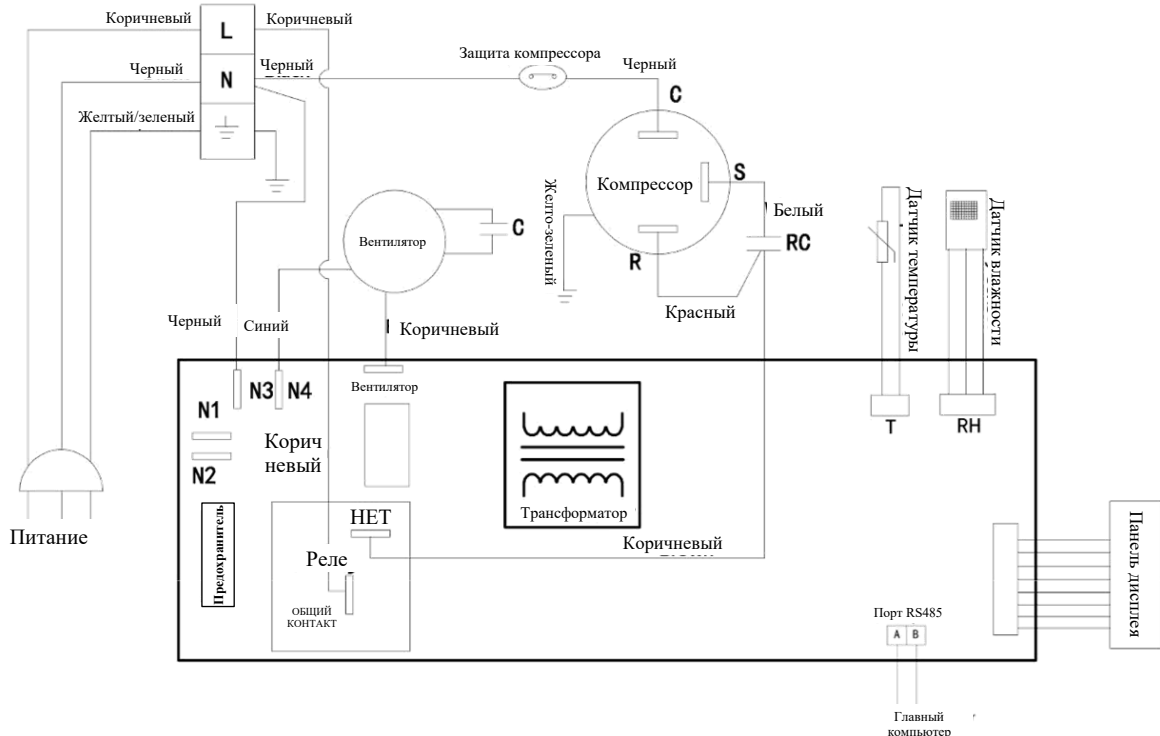 Коричневый
L
Коричневый
Черный
N
Черный
Желтый/зеленый
Защита компрессора
Черный
C
Компрессор
S
R
Желто-зеленый
Белый
RC
Красный
Вентилятор
C
Датчик температуры
Датчик влажности
Черный
Синий
Коричневый
Вентилятор
N3
N4
N1
N2
Корич
невый
T
RH
Питание
Предохранитель
НЕТ
Реле
ОБЩИЙ
КОНТАКТ
Трансформатор
Коричневый
Порт RS485
A B
Панель дисплея
Главный
компьютер